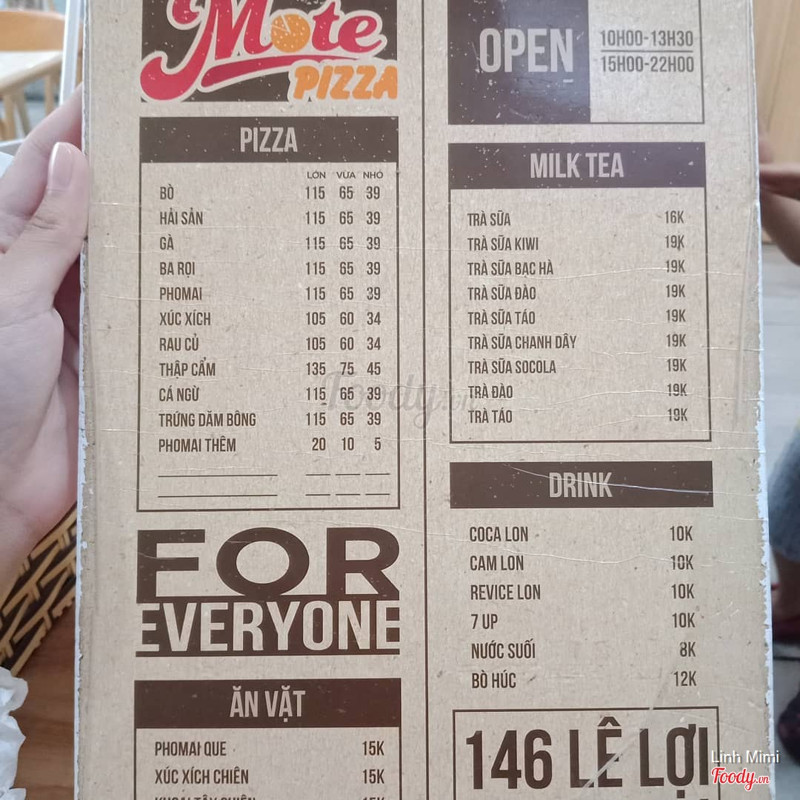 Mote
PIZZA
PIZZA
LỚN VỪA NHỎ
BÒ 115 65 39
HẢI SẢN 115 65 39
GÀ 115 65 39
BA RỌI 115 65 39
PHOMAI 115 65 39
XÚC XÍCH 105 60 34
RAU CỦ 105 60 34
THẬP CẨM 135 75 45
CÁ NGỪ 115 65 39
TRỨNG DĂM BÔNG 115 65 39
PHOMAI THÊM 20 10 5
FOR
EVERYONE
ĂN VẶT
PHOMAI QUE 15K
XÚC XÍCH CHIÊN 15K
KHOAI TÂY CHIÊN 15K
OPEN
10H00-13H30
15H00-22H00
MILK TEA
TRÀ SỮA 16K
TRÀ SỮA KIWI 19K
TRÀ SỮA BẠC HÀ 19K
TRÀ SỮA ĐÀO 19K
TRÀ SỮA TÁO 19K
TRÀ SỮA CHANH DÂY 19K
TRÀ SỮA SOCOLA 19K
TRÀ ĐÀO 19K
TRÀ TÁO 19K
DRINK
COCA LON 10K
CAM LON 10K
REVICE LON 10K
7 UP 10K
NƯỚC SUỐI 8K
BÒ HÚC 12K
146 LÊ LỢI
Foody.vn
Linh Mimi
Foody.vn